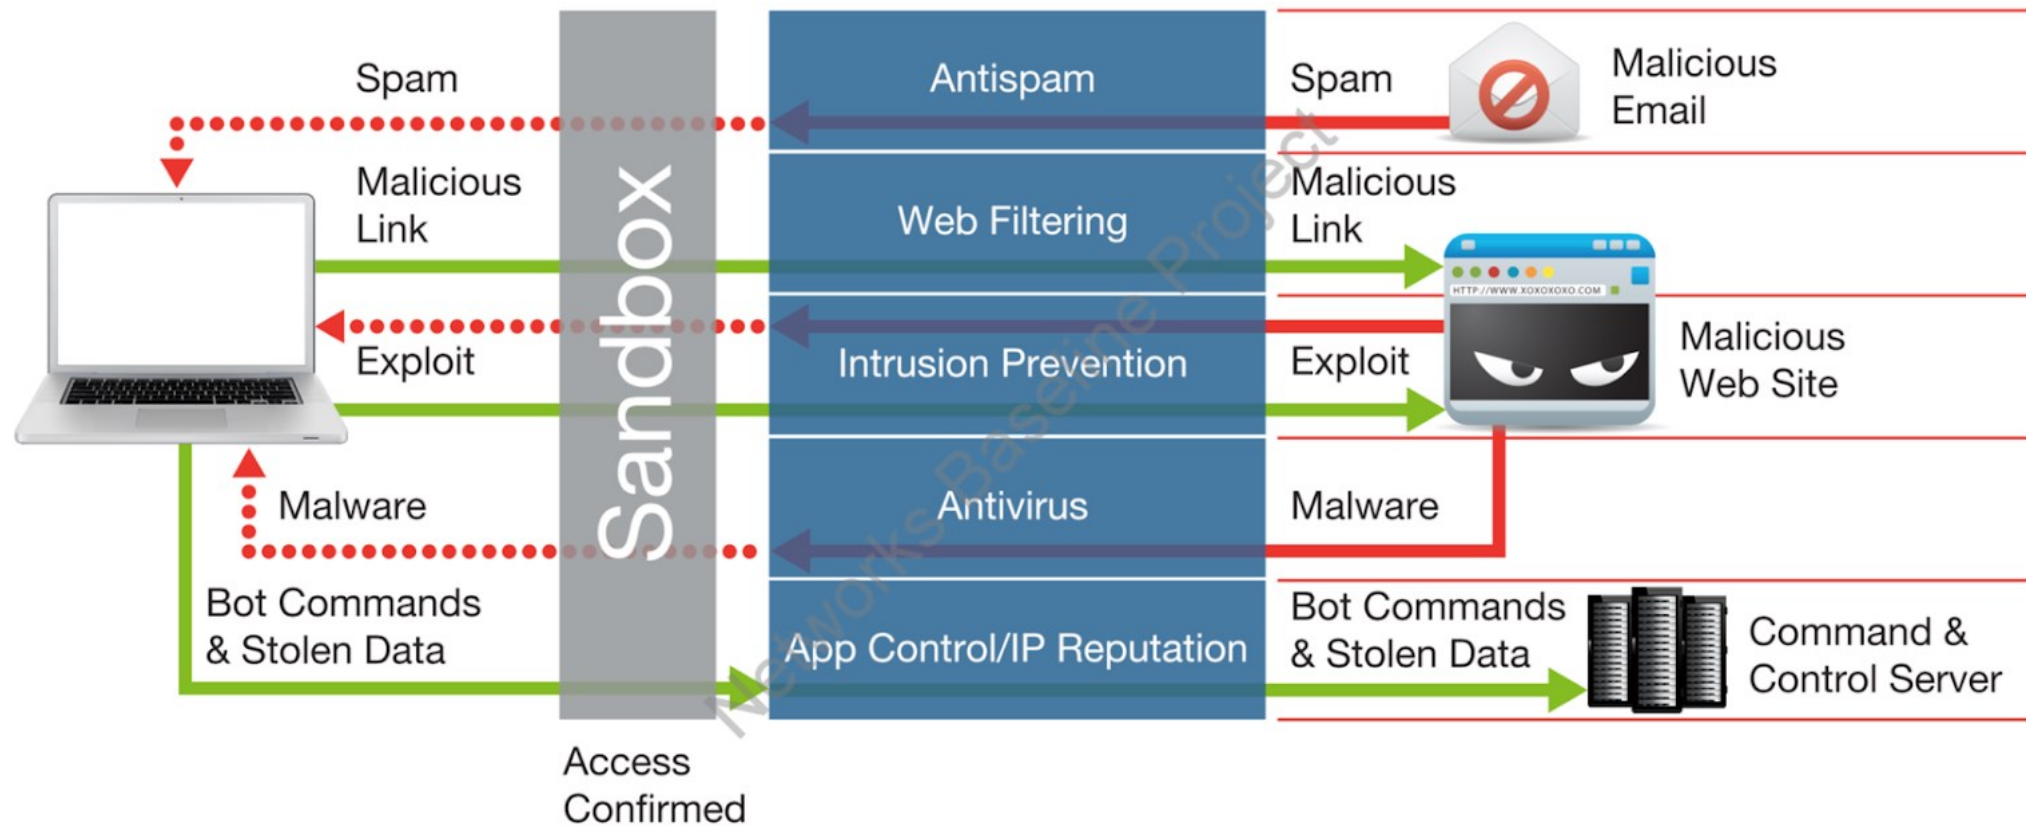 Spam
Antispam
Spam
Malicious
Email
Malicious
Link
Web Filtering
Malicious
Link
HTTP://WWW.XOXOXOXO.COM
Exploit
Intrusion Prevention
Exploit
Malicious
Web Site
Sandbox
Malware
Antivirus
Malware
Bot Commands
& Stolen Data
App Control/IP Reputation
Bot Commands
& Stolen Data
Command &
Control Server
Access
Confirmed
Networks Baseline Project